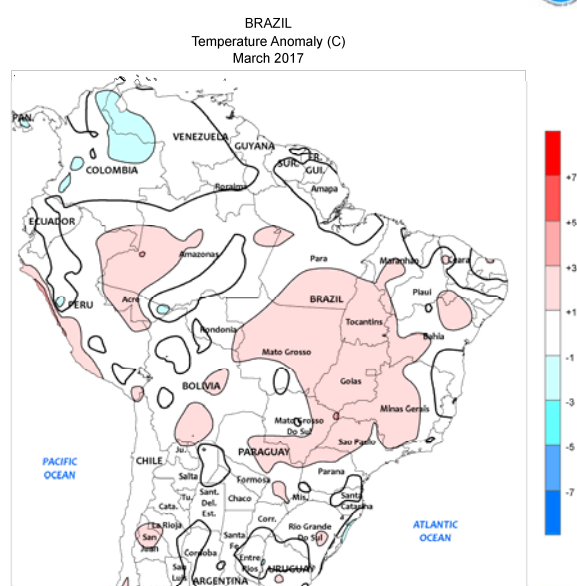 BRAZIL
Temperature Anomaly (C)
March 2017
PAN.
VENEZUELA
GUYANA
SUR.
FR.
GUI.
COLOMBIA
Roraima
Amapa
ECUADOR
Amazonas
Para
Maranhao
Ceara
PERU
Acre
BRAZIL
Piaui
Tocantins
Rondonia
Bahia
Mato Grosso
BOLIVIA
Goias
Minas Gerais
Mato Grosso
Do Sul
Sao Paulo
Ju.
PARAGUAY
PACIFIC
OCEAN
CHILE
Salta
Formosa
Parana
Tu.
Sant.
Del.
Est.
Chaco
Mis.
Santa
Catarina
Cata.
Corr.
La Rioja
Rio Grande
Do Sul
ATLANTIC
OCEAN
San
Juan
Santa
Fe
Cordoba
Entre
Rios
San
Luis
URUGUAY
ARGENTINA
+7
+5
+3
+1
-1
-3
-5
-7